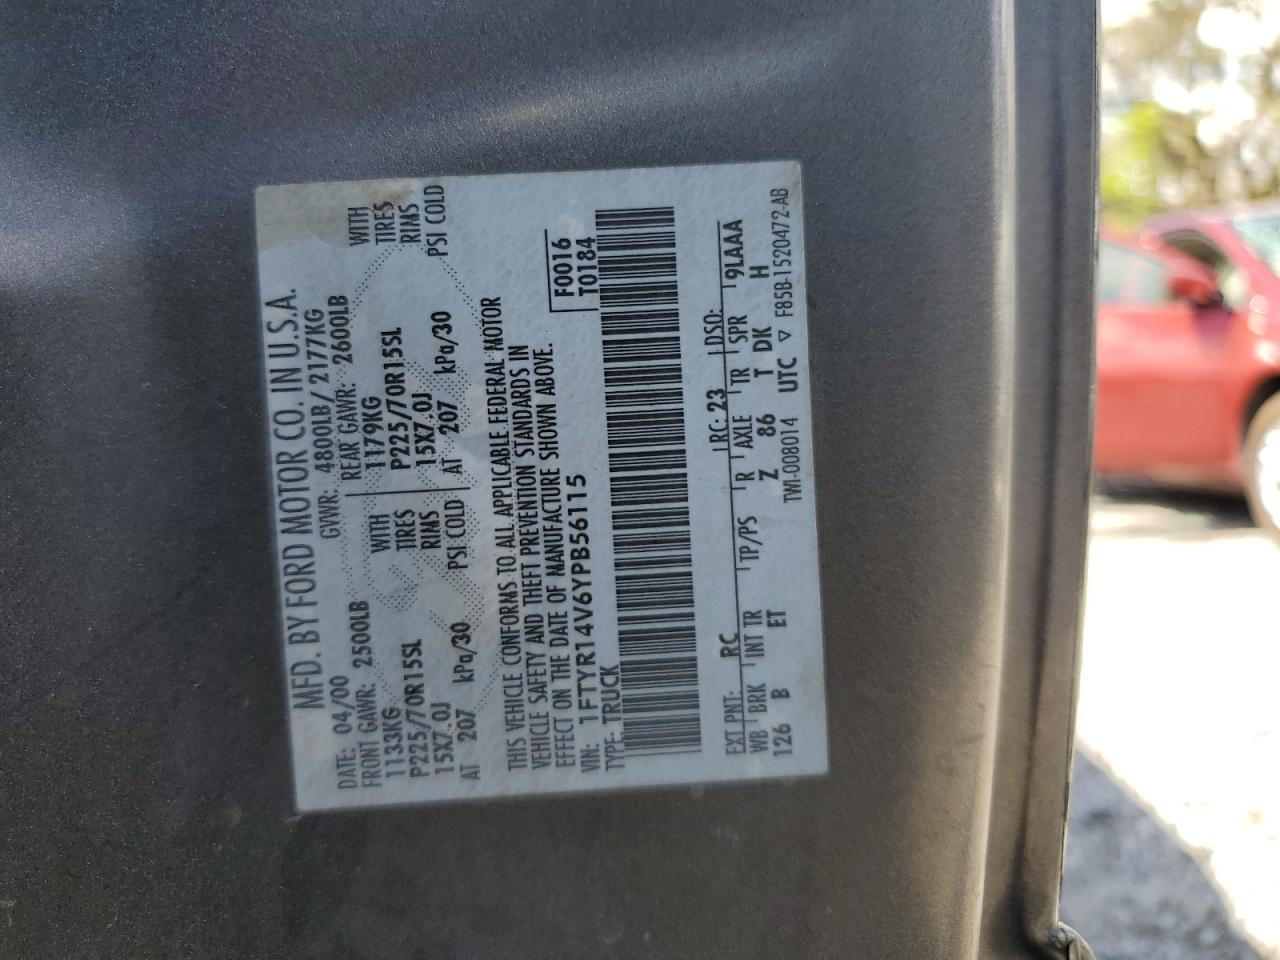 MFD. BY FORD MOTOR CO. IN U.S.A.
DATE: 04/00 GVWR: 4800LB/ 2177KG
FRONT GAWR: 2500LB REAR GAWR: 2600LB
1133KG WITH 1179KG WITH
P225/70R15SL TIRES P225/70R15SL TIRES
15X7.0J RIMS 15X7.0J RIMS
AT 207 kPa/30 PSI COLD AT 207 kPa/30 PSI COLD
THIS VEHICLE CONFORMS TO ALL APPLICABLE FEDERAL MOTOR
VEHICLE SAFETY AND THEFT PREVENTION STANDARDS IN
EFFECT ON THE DATE OF MANUFACTURE SHOWN ABOVE.
VIN: 1FTYR14V6YPB56115 F0016
TYPE: TRUCK T0184
EXT PNT: RC RC: 23 DSO:
WB BRK INT TR TP/PS R AXLE TR SPR 9LAAA
126 B ET Z 86 T DK H
TWI-008014 UTC ▽ F85B-1520472-AB